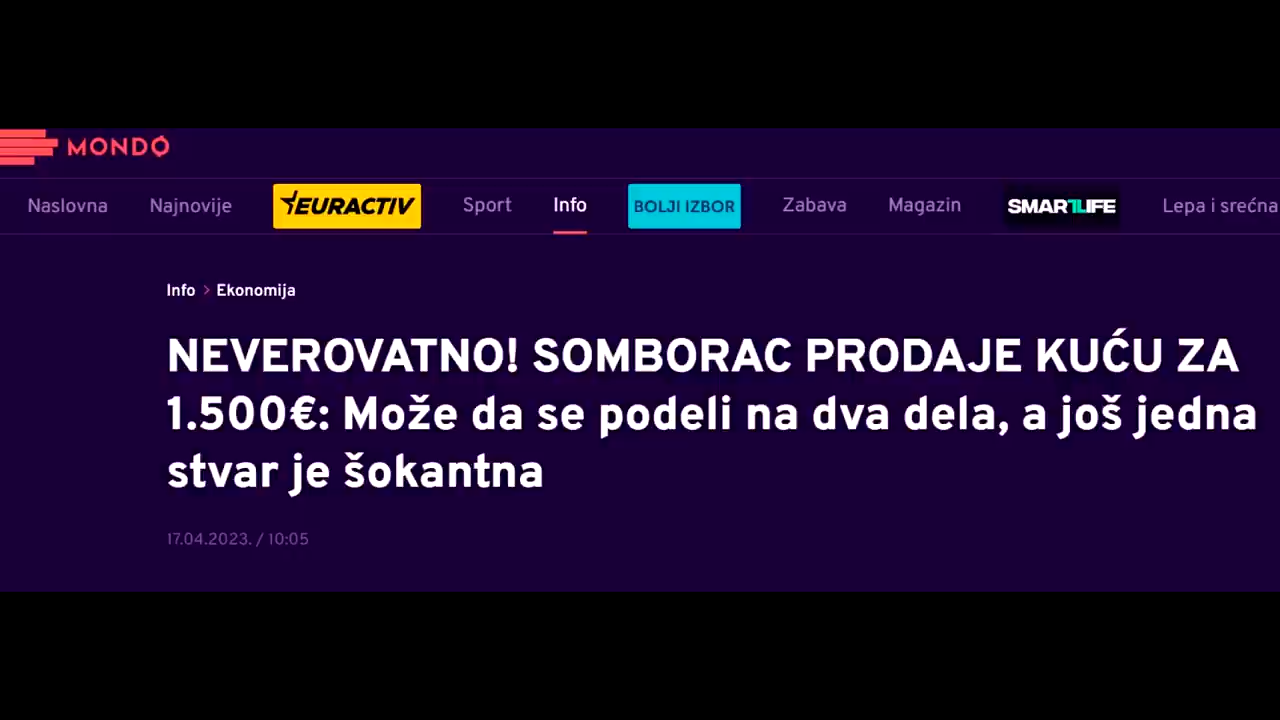 MONDO
Naslovna Najnovije EURACTIV Sport Info BOLJI IZBOR Zabava Magazin SMARTLIFE Lepa i srećna
Info > Ekonomija
NEVEROVATNO! SOMBORAC PRODAJE KUĆU ZA
1.500€: Može da se podeli na dva dela, a još jedna
stvar je šokantna
17.04.2023. / 10:05